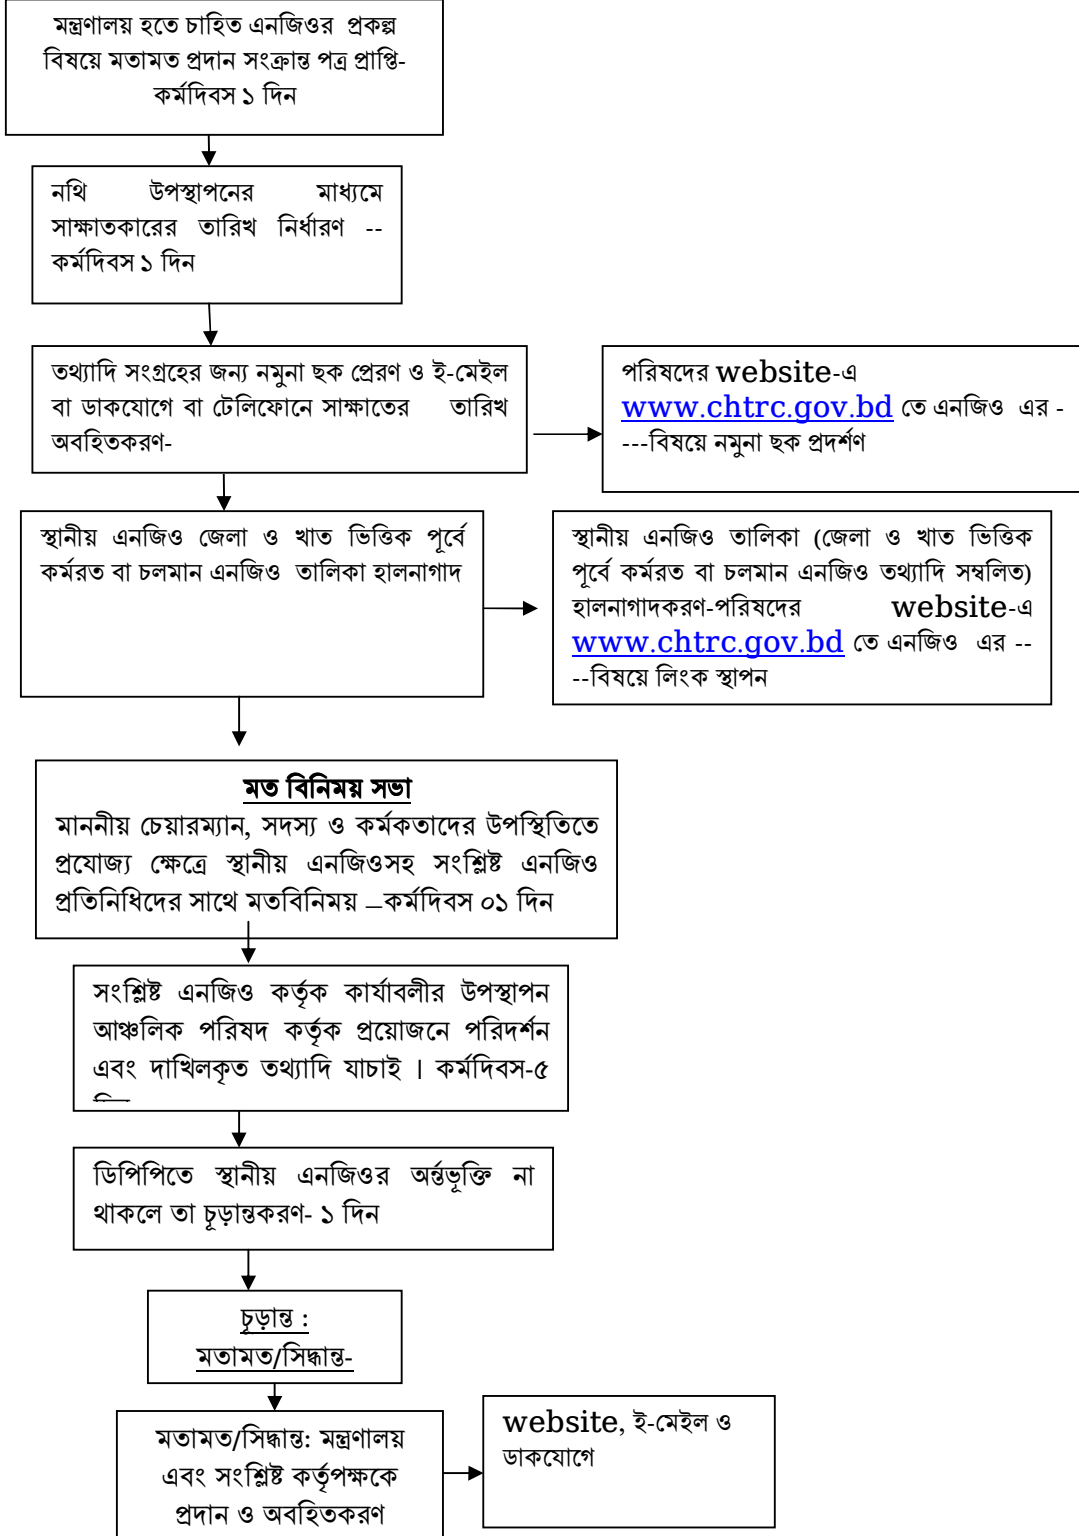 মন্ত্রণালয় হতে চাহিত এনজিওর প্রকল্প
বিষয়ে মতামত প্রদান সংক্রান্ত পত্র প্রাপ্তি-
কর্মদিবস ১ দিন
নথি উপস্থাপনের মাধ্যমে
সাক্ষাতকারের তারিখ নির্ধারণ --
কর্মদিবস ১ দিন
তথ্যাদি সংগ্রহের জন্য নমুনা ছক প্রেরণ ও ই-মেইল
বা ডাকযোগে বা টেলিফোনে সাক্ষাতের তারিখ
অবহিতকরণ-
পরিষদের website-এ
www.chtrc.gov.bd তে এনজিও এর -
---বিষয়ে নমুনা ছক প্রদর্শণ
স্থানীয় এনজিও জেলা ও খাত ভিত্তিক পূর্বে
কর্মরত বা চলমান এনজিও তালিকা হালনাগাদ
স্থানীয় এনজিও তালিকা (জেলা ও খাত ভিত্তিক
পূর্বে কর্মরত বা চলমান এনজিও তথ্যাদি সম্বলিত)
হালনাগাদকরণ-পরিষদের website-এ
www.chtrc.gov.bd তে এনজিও এর --
--বিষয়ে লিংক স্থাপন
মত বিনিময় সভা
মাননীয় চেয়ারম্যান, সদস্য ও কর্মকতাদের উপস্থিতিতে
প্রযোজ্য ক্ষেত্রে স্থানীয় এনজিওসহ সংশ্লিষ্ট এনজিও
প্রতিনিধিদের সাথে মতবিনিময় –কর্মদিবস ০১ দিন
সংশ্লিষ্ট এনজিও কর্তৃক কার্যাবলীর উপস্থাপন
আঞ্চলিক পরিষদ কর্তৃক প্রয়োজনে পরিদর্শন
এবং দাখিলকৃত তথ্যাদি যাচাই । কর্মদিবস-৫
ডিপিপিতে স্থানীয় এনজিওর অর্ন্তভূক্তি না
থাকলে তা চূড়ান্তকরণ- ১ দিন
চূড়ান্ত :
মতামত/সিদ্ধান্ত-
মতামত/সিদ্ধান্ত: মন্ত্রণালয়
এবং সংশ্লিষ্ট কর্তৃপক্ষকে
প্রদান ও অবহিতকরণ
website, ই-মেইল ও
ডাকযোগে